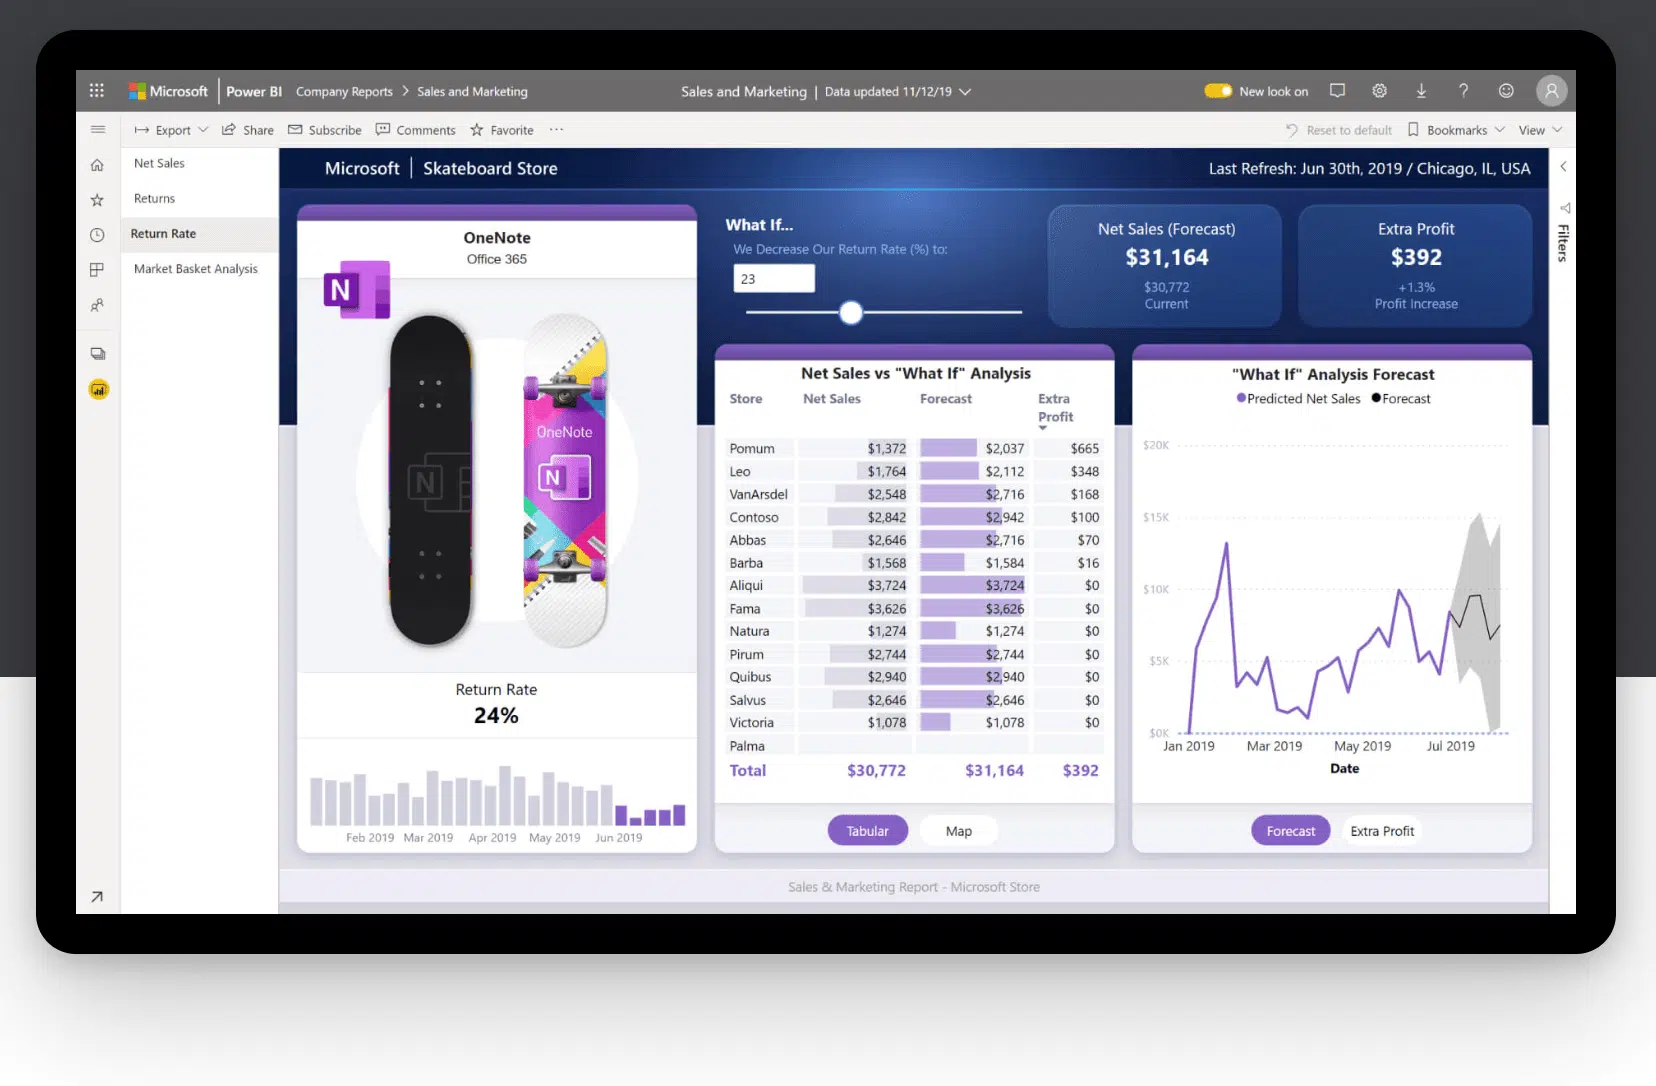 Microsoft Power BI Company Reports > Sales and Marketing
Sales and Marketing | Data updated 11/12/19
New look on
Export Share Subscribe Comments Favorite ···
Reset to default Bookmarks View
Net Sales
Returns
Return Rate
Market Basket Analysis
Microsoft | Skateboard Store
Last Refresh: Jun 30th, 2019 / Chicago, IL, USA
OneNote
Office 365
N
N
OneNote
N
Return Rate
24%
Feb 2019 Mar 2019 Apr 2019 May 2019 Jun 2019
What If...
We Decrease Our Return Rate (%) to:
23
Net Sales (Forecast)
$31,164
$30,772
Current
Extra Profit
$392
+1.3%
Profit Increase
Net Sales vs "What If" Analysis
Store Net Sales Forecast Extra
Profit
Pomum $1,372 $2,037 $665
Leo $1,764 $2,112 $348
VanArsdel $2,548 $2,716 $168
Contoso $2,842 $2,942 $100
Abbas $2,646 $2,716 $70
Barba $1,568 $1,584 $16
Aliqui $3,724 $3,724 $0
Fama $3,626 $3,626 $0
Natura $1,274 $1,274 $0
Pirum $2,744 $2,744 $0
Quibus $2,940 $2,940 $0
Salvus $2,646 $2,646 $0
Victoria $1,078 $1,078 $0
Palma
Total $30,772 $31,164 $392
Tabular Map
"What If" Analysis Forecast
Predicted Net Sales Forecast
$20K
$15K
$10K
$5K
$0K
Jan 2019 Mar 2019 May 2019 Jul 2019
Date
Forecast Extra Profit
Filters
Sales & Marketing Report - Microsoft Store